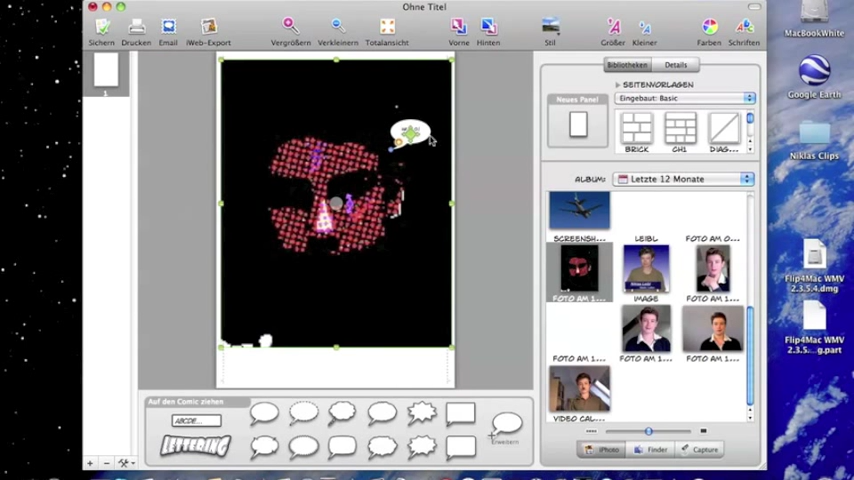 Ohne Titel
Sichern Drucken Email iWeb-Export Vergrößern Verkleinern Totalansicht Vorne Hinten Stil Größer Kleiner Farben Schriften
Bibliotheken Details
SEITENVORLAGEN
Neues Panel
Eingebaut: Basic
BRICK CH1 DIAG...
ALBUM: Letzte 12 Monate
SCREENSH... LEIBL FOTO AM O...
FOTO AM 1... IMAGE FOTO AM 1...
FOTO AM 1... FOTO AM 1... FOTO AM 1...
VIDEO CAL...
iPhoto Finder Capture
1
Auf den Comic ziehen
ABCDE...
LETTERING
Erweitern
MacBookWhite
Google Earth
Niklas Clips
Flip4Mac WMV
2.3.5.4.dmg
Flip4Mac WMV
2.3.5...g.part